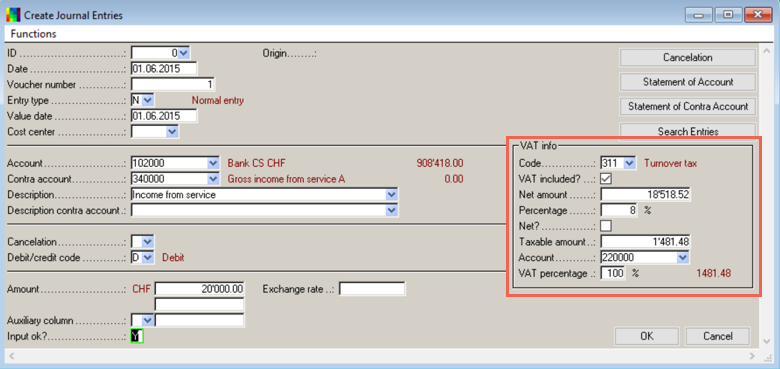 Create Journal Entries
Functions
ID ........................: 0 Origin.......:
Date ......................: 01.06.2015
Voucher number ............: 1
Entry type ................: N Normal entry
Value date ................: 01.06.2015
Cost center ...............:
Cancelation
Statement of Account
Statement of Contra Account
Search Entries
Account ...................: 102000 Bank CS CHF 908'418.00
Contra account ............: 340000 Gross income from service A 0.00
Description ...............: Income from service
Description contra account .:
Cancelation ...............:
Debit/credit code .........: D Debit
Amount ....................: CHF 20'000.00 Exchange rate ..:
Auxiliary column ..........:
Input ok? .................: Y
VAT info
Code ............: 311 Turnover tax
VAT included? ...:
Net amount ......: 18'518.52
Percentage ......: 8 %
Net? ............:
Taxable amount ..: 1'481.48
Account .........: 220000
VAT percentage ..: 100 % 1481.48
OK Cancel